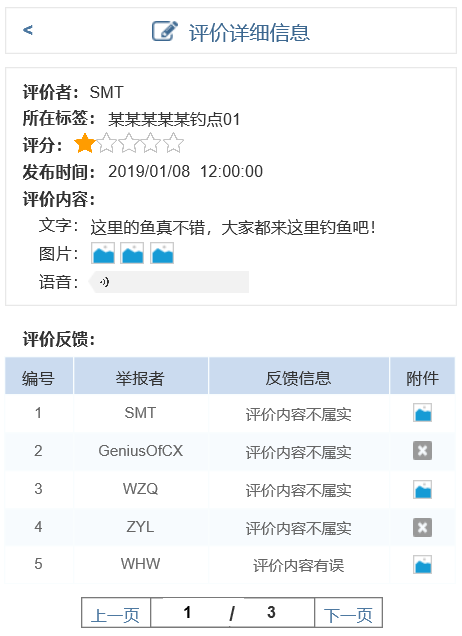 < 评价详细信息
评价者：SMT
所在标签：某某某某某钓点01
评分：
发布时间：2019/01/08 12:00:00
评价内容：
文字：这里的鱼真不错，大家都来这里钓鱼吧！
图片：
语音：
评价反馈：
编号 举报者 反馈信息 附件
1 SMT 评价内容不属实
2 GeniusOfCX 评价内容不属实
3 WZQ 评价内容不属实
4 ZYL 评价内容不属实
5 WHW 评价内容有误
上一页 1 / 3 下一页